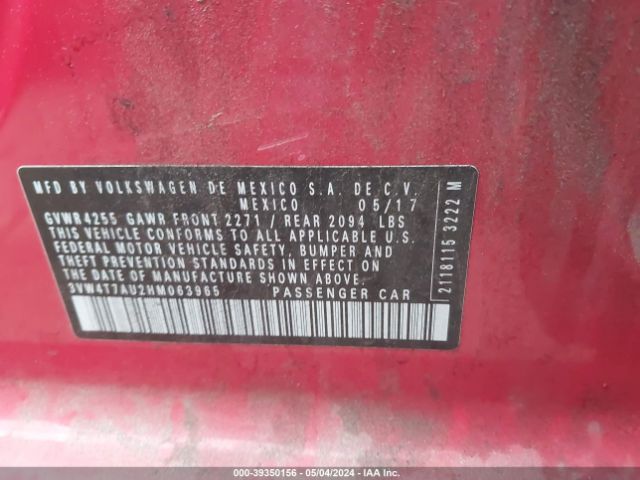 MFD BY VOLKSWAGEN DE MEXICO S.A. DE C.V.
MEXICO 05/17
GVWR 4255 GAWR FRONT 2271 / REAR 2094 LBS
THIS VEHICLE CONFORMS TO ALL APPLICABLE U.S.
FEDERAL MOTOR VEHICLE SAFETY, BUMPER AND
THEFT PREVENTION STANDARDS IN EFFECT ON
THE DATE OF MANUFACTURE SHOWN ABOVE.
3VW4T7AU2HM063965 PASSENGER CAR
2118115 3222 M
000-39350156 - 05/04/2024 - IAA Inc.